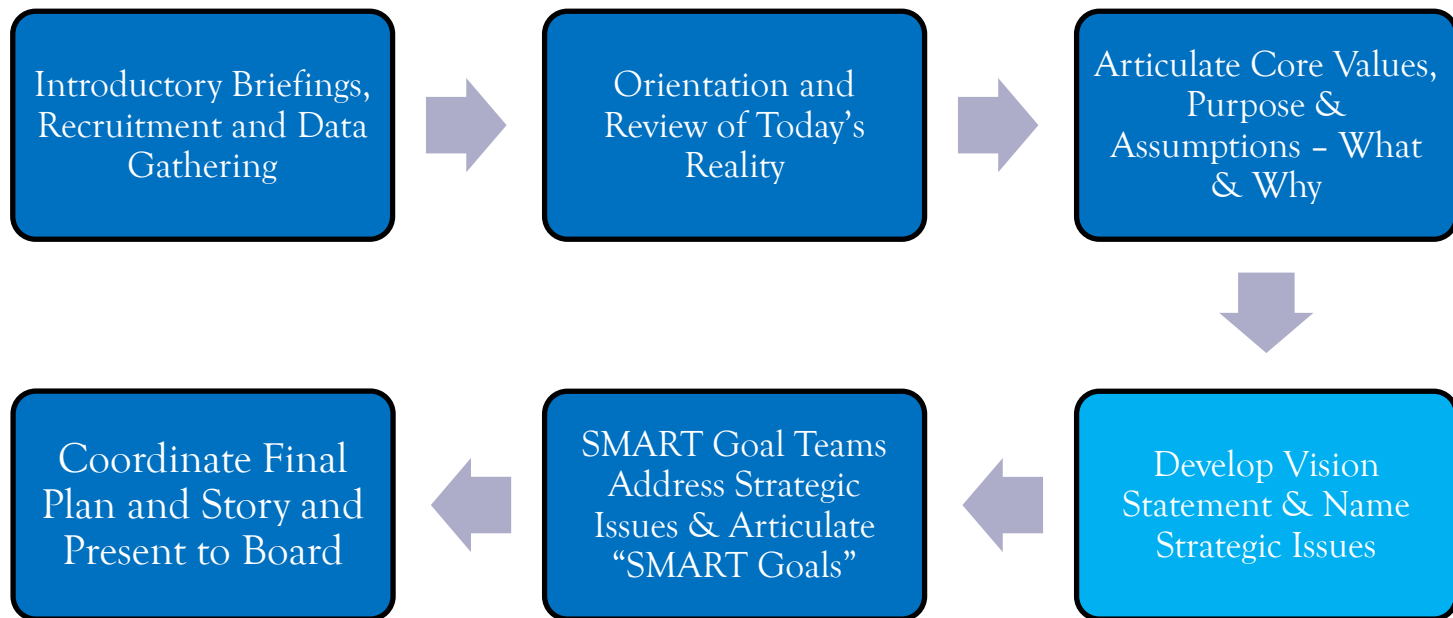 Introductory Briefings,
Recruitment and Data
Gathering
Orientation and
Review of Today’s
Reality
Articulate Core Values,
Purpose &
Assumptions – What
& Why
Develop Vision
Statement & Name
Strategic Issues
SMART Goal Teams
Address Strategic
Issues & Articulate
“SMART Goals”
Coordinate Final
Plan and Story and
Present to Board